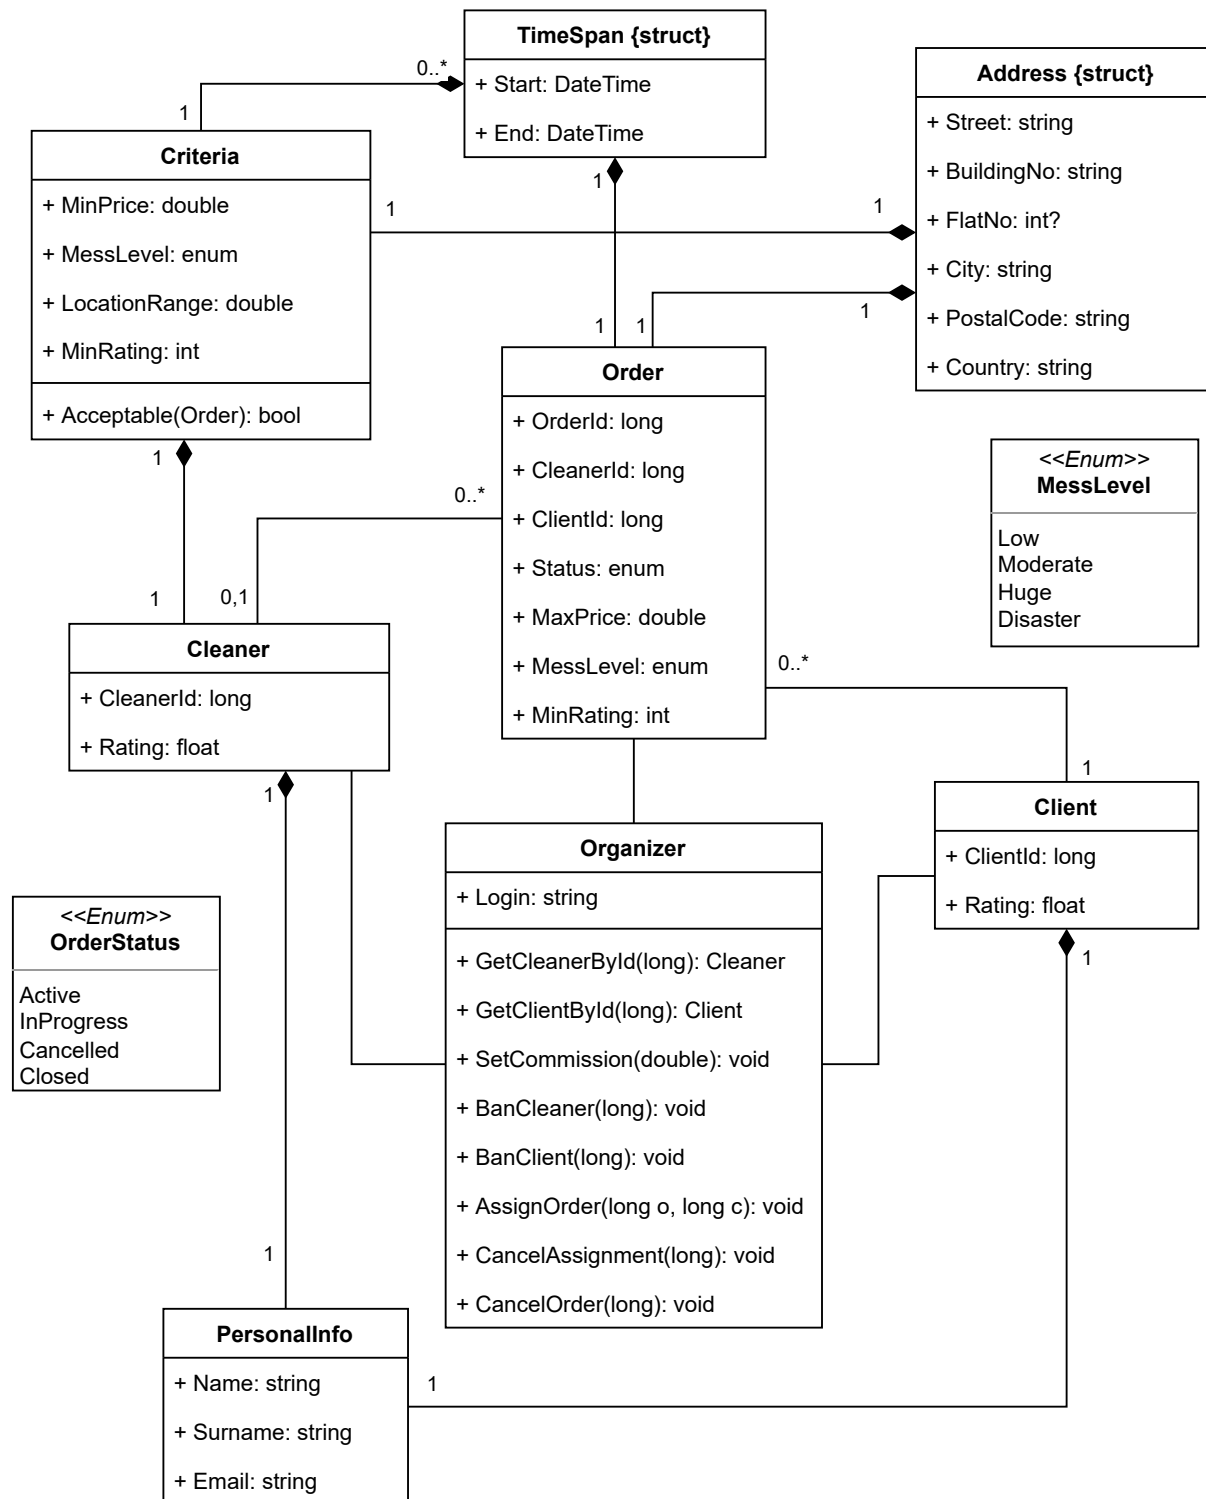 TimeSpan {struct}
+ Start: DateTime
+ End: DateTime
0..*
1
1
1
Address {struct}
+ Street: string
+ BuildingNo: string
+ FlatNo: int?
+ City: string
+ PostalCode: string
+ Country: string
1
1
1
1
Criteria
+ MinPrice: double
+ MessLevel: enum
+ LocationRange: double
+ MinRating: int
+ Acceptable(Order): bool
1
1
Order
+ OrderId: long
+ CleanerId: long
+ ClientId: long
+ Status: enum
+ MaxPrice: double
+ MessLevel: enum
+ MinRating: int
0..*
0,1
0..*
1
<<Enum>>
MessLevel
Low
Moderate
Huge
Disaster
Cleaner
+ CleanerId: long
+ Rating: float
1
1
Client
+ ClientId: long
+ Rating: float
1
1
Organizer
+ Login: string
+ GetCleanerById(long): Cleaner
+ GetClientById(long): Client
+ SetCommission(double): void
+ BanCleaner(long): void
+ BanClient(long): void
+ AssignOrder(long o, long c): void
+ CancelAssignment(long): void
+ CancelOrder(long): void
<<Enum>>
OrderStatus
Active
InProgress
Cancelled
Closed
PersonalInfo
+ Name: string
+ Surname: string
+ Email: string